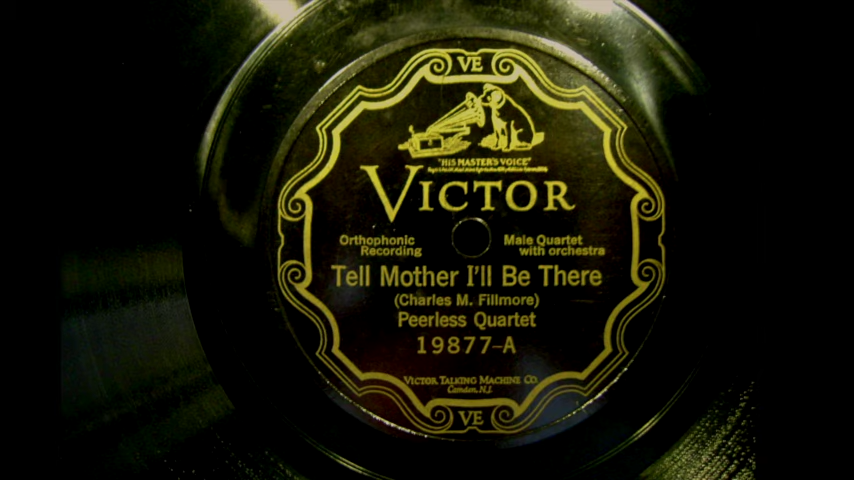 VE
"HIS MASTER'S VOICE"
VICTOR
Orthophonic Recording
Male Quartet with orchestra
Tell Mother I'll Be There
(Charles M. Fillmore)
Peerless Quartet
19877-A
VICTOR TALKING MACHINE CO.
Camden, N.J.
VE